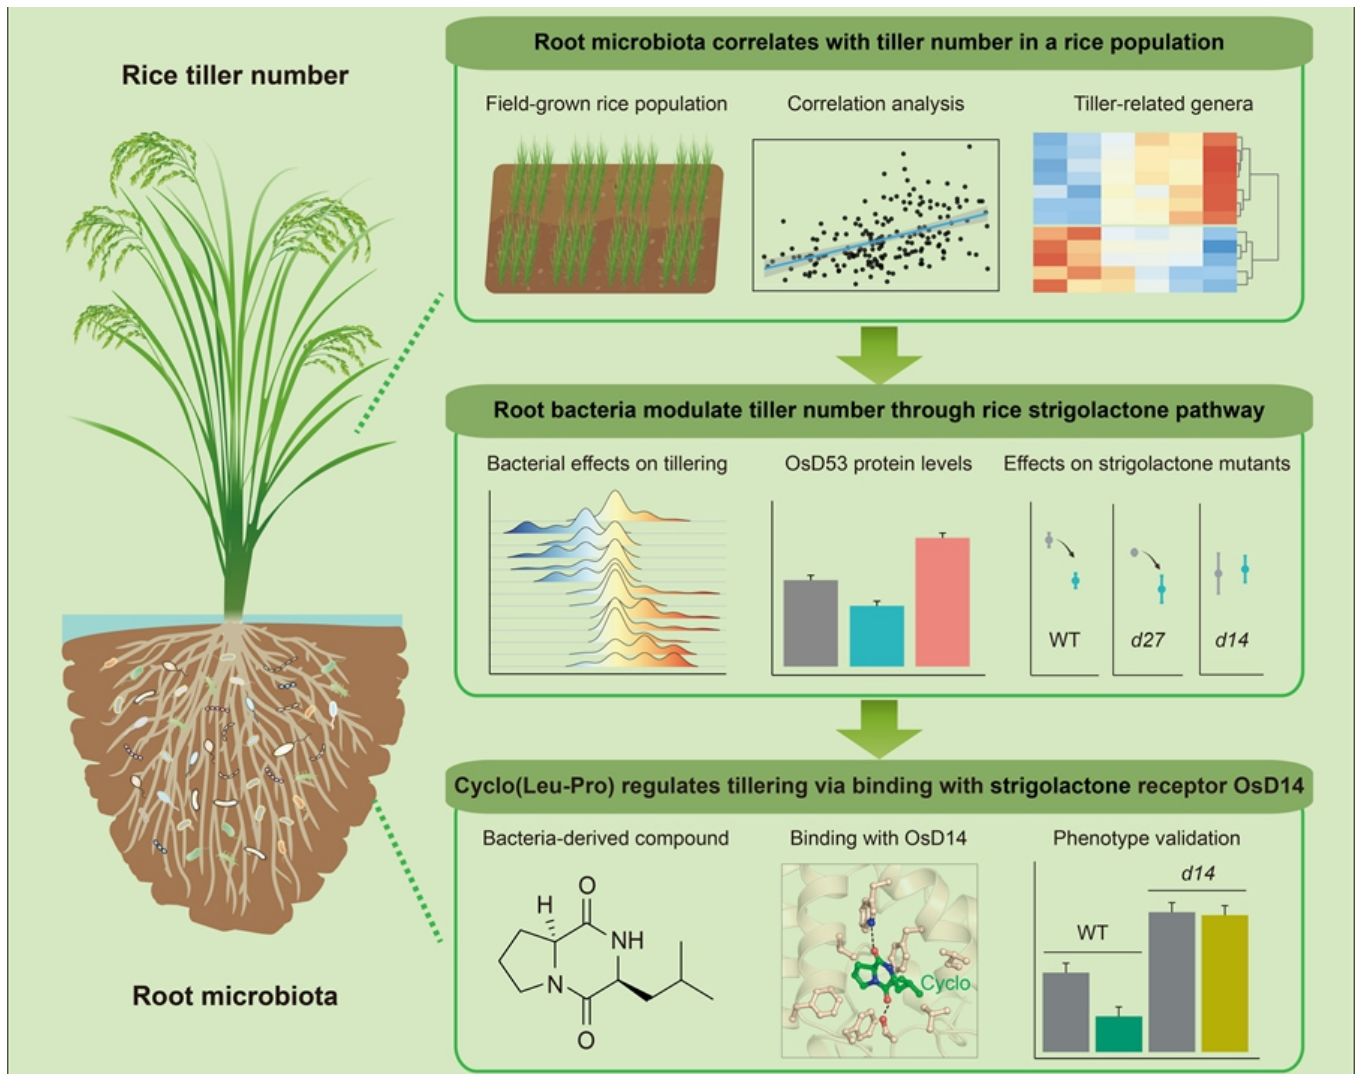 Rice tiller number
Root microbiota correlates with tiller number in a rice population
Field-grown rice population
Correlation analysis
Tiller-related genera
Root bacteria modulate tiller number through rice strigolactone pathway
Bacterial effects on tillering
OsD53 protein levels
Effects on strigolactone mutants
WT
d27
d14
Cyclo(Leu-Pro) regulates tillering via binding with strigolactone receptor OsD14
Bacteria-derived compound
Binding with OsD14
Phenotype validation
O
H
NH
N
O
Cyclo
WT
d14
Root microbiota